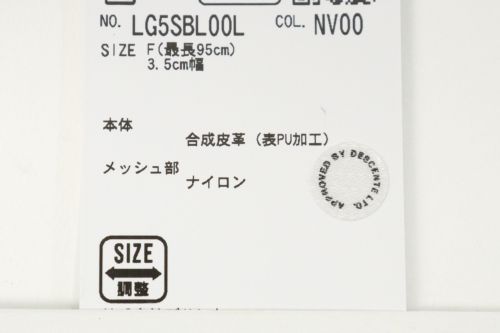 NO. LG5SBL00L COL. NV00
SIZE F(最長95cm)
3.5cm幅
本体
合成皮革 (表PU加工)
メッシュ部
ナイロン
APPROVED BY DESCENTE LTD.
SIZE
調整